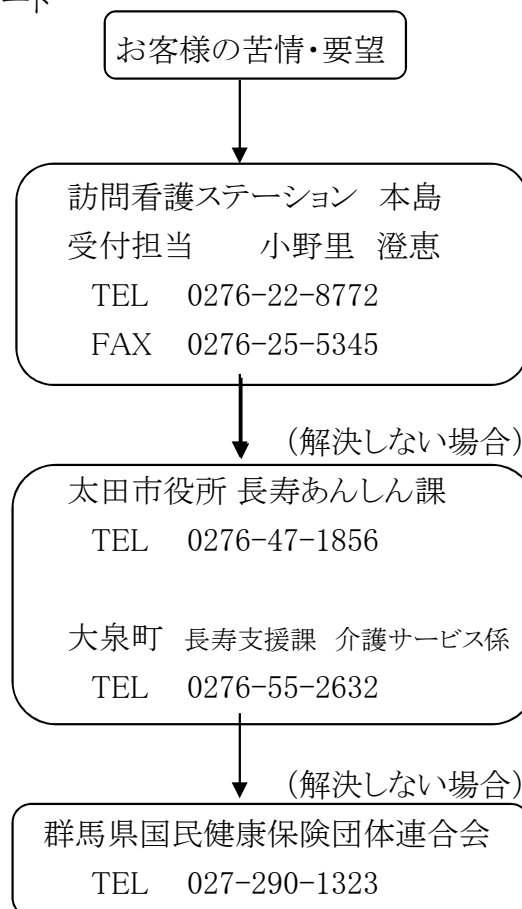 ート
お客様の苦情・要望
訪問看護ステーション 本島
受付担当 小野里 澄恵
TEL 0276-22-8772
FAX 0276-25-5345
(解決しない場合)
太田市役所 長寿あんしん課
TEL 0276-47-1856
大泉町 長寿支援課 介護サービス係
TEL 0276-55-2632
(解決しない場合)
群馬県国民健康保険団体連合会
TEL 027-290-1323